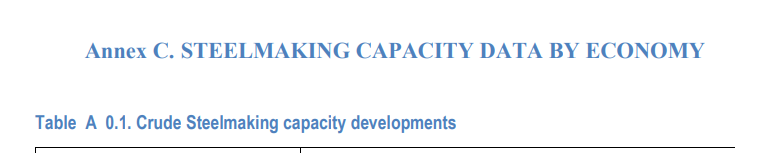 Annex C. STEELMAKING CAPACITY DATA BY ECONOMY
Table A 0.1. Crude Steelmaking capacity developments